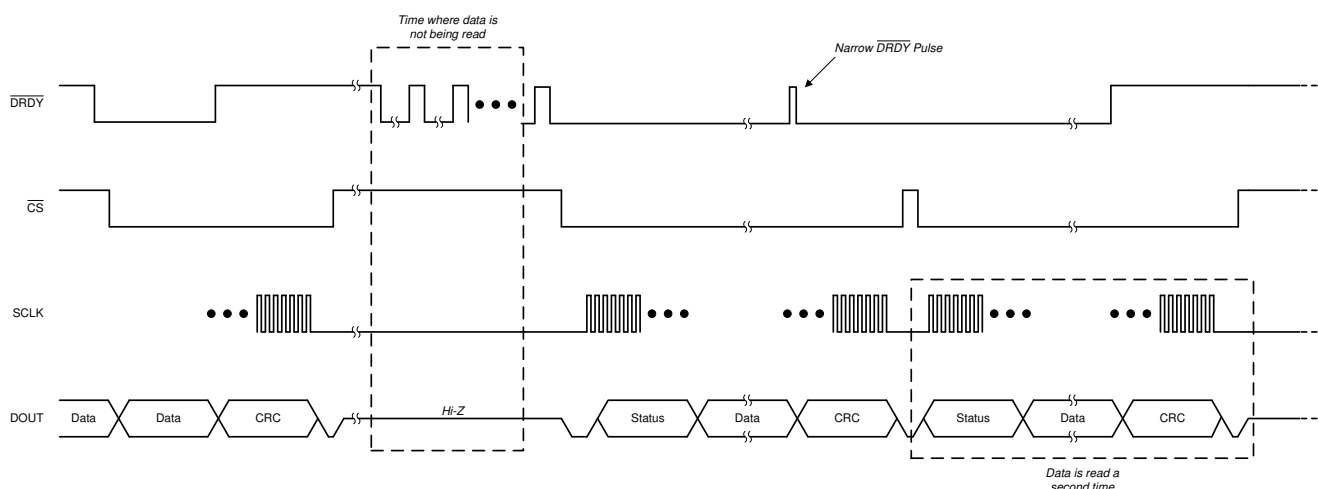 Time where data is
not being read
Narrow DRDY Pulse
DRDY
CS
SCLK
DOUT
Data
Data
CRC
Hi-Z
Status
Data
CRC
Status
Data
CRC
Data is read a
second time